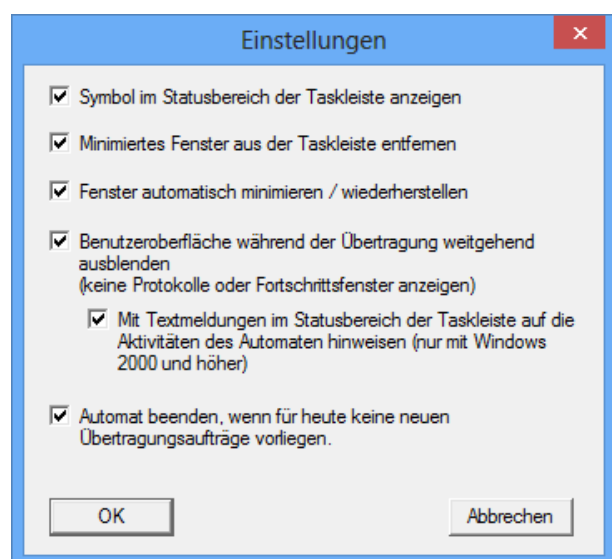 Einstellungen
Symbol im Statusbereich der Taskleiste anzeigen
Minimiertes Fenster aus der Taskleiste entfernen
Fenster automatisch minimieren / wiederherstellen
Benutzeroberfläche während der Übertragung weitgehend
ausblenden
(keine Protokolle oder Fortschrittsfenster anzeigen)
Mit Textmeldungen im Statusbereich der Taskleiste auf die
Aktivitäten des Automaten hinweisen (nur mit Windows
2000 und höher)
Automat beenden, wenn für heute keine neuen
Übertragungsaufträge vorliegen.
OK
Abbrechen